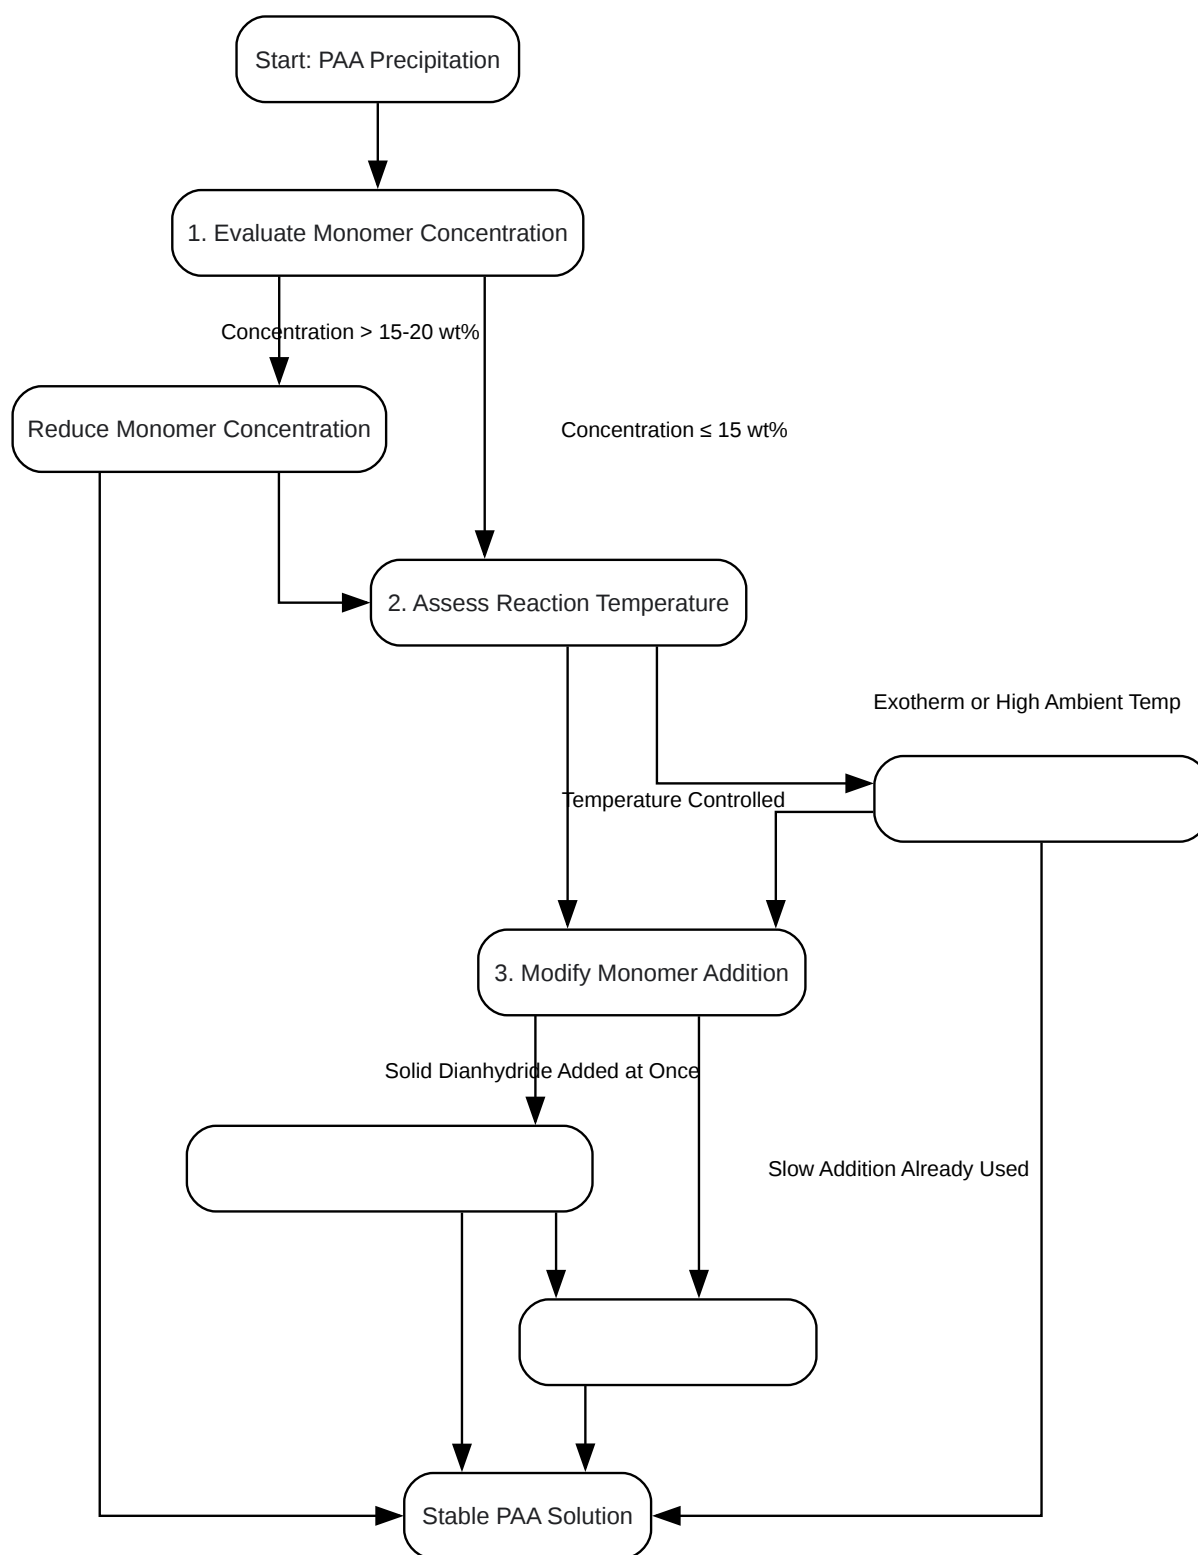 Start: PAA Precipitation
1. Evaluate Monomer Concentration
Concentration > 15-20 wt%
Reduce Monomer Concentration
Concentration ≤ 15 wt%
2. Assess Reaction Temperature
Exotherm or High Ambient Temp
Temperature Controlled
3. Modify Monomer Addition
Solid Dianhydride Added at Once
Slow Addition Already Used
Stable PAA Solution